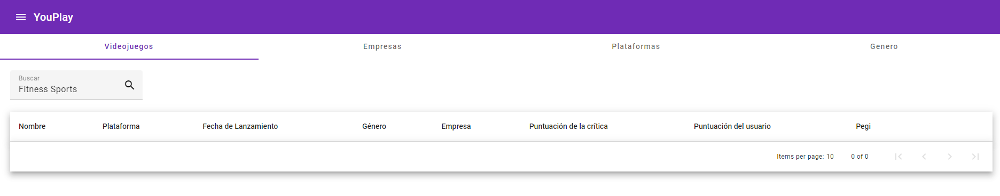 YouPlay
Videojuegos Empresas Plataformas Genero
Buscar
Fitness Sports
Nombre Plataforma Fecha de Lanzamiento Género Empresa Puntuación de la crítica Puntuación del usuario Pegi
Items per page: 10 0 of 0